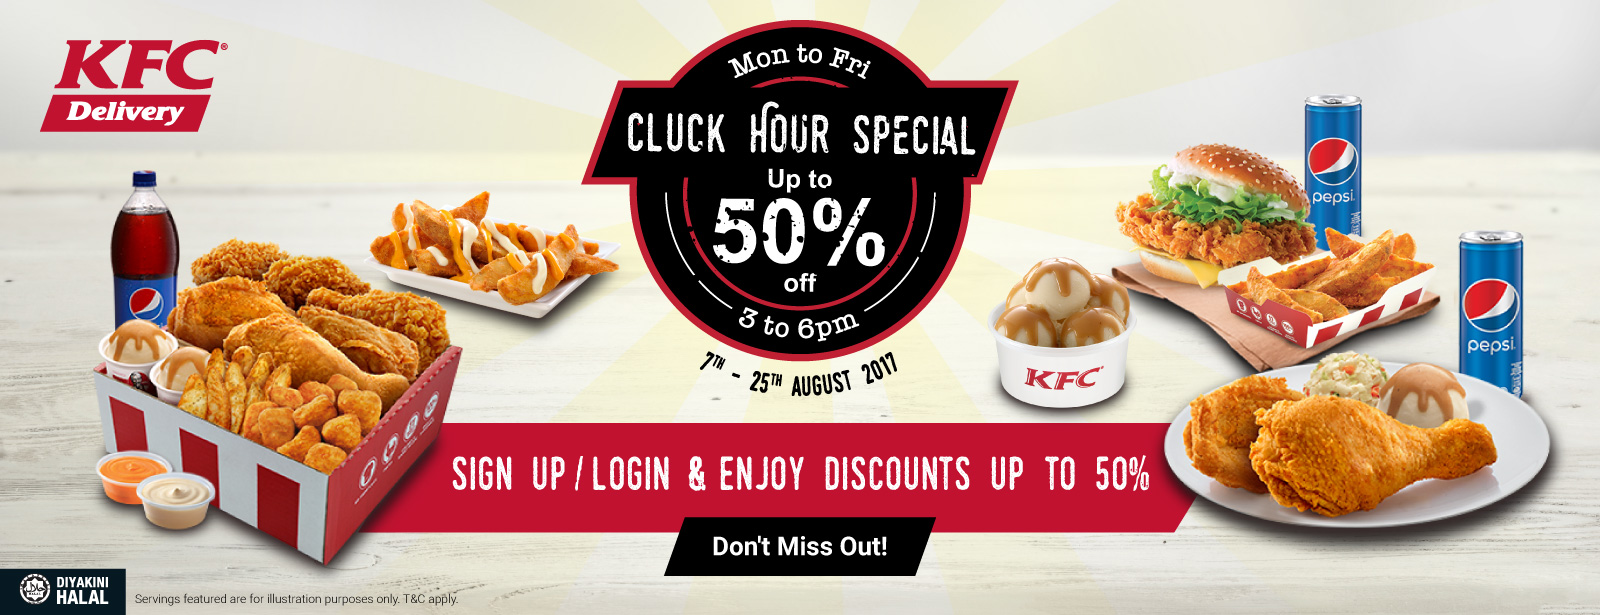 KFC®
Delivery
Mon to Fri
CLUCK HOUR SPECIAL
Up to
50%
off
3 to 6pm
7TH - 25TH AUGUST 2017
pepsi.
pepsi.
KFC®
SIGN UP / LOGIN & ENJOY DISCOUNTS UP TO 50%
Don't Miss Out!
DIYAKINI
HALAL
Servings featured are for illustration purposes only. T&C apply.